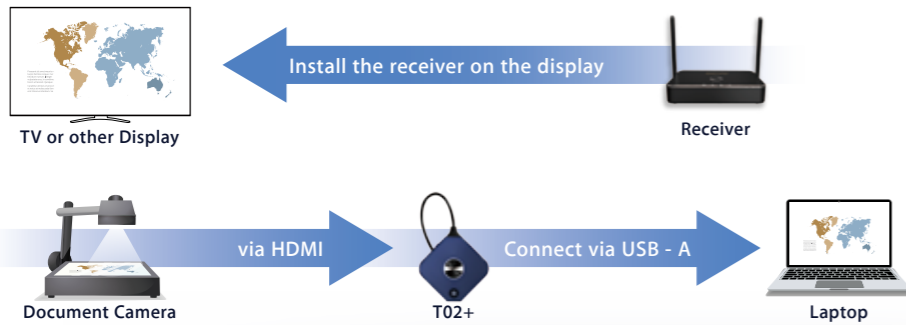 Install the receiver on the display
TV or other Display
Receiver
via HDMI
Connect via USB - A
Document Camera
T02+
Laptop